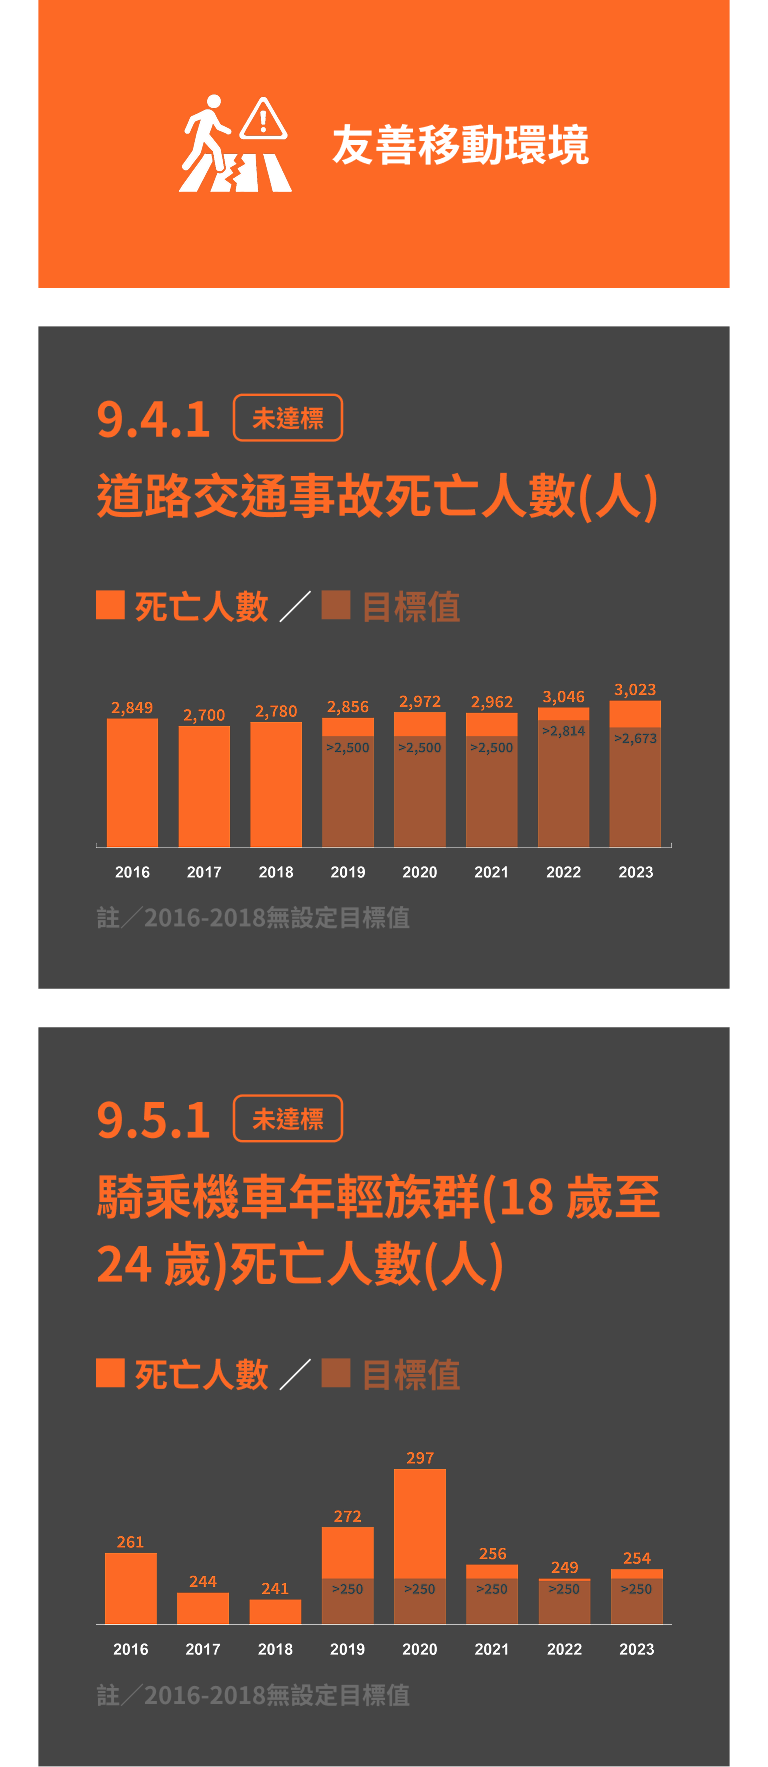 友善移動環境
9.4.1 未達標
道路交通事故死亡人數(人)
死亡人數／目標值
2,849 2,700 2,780 2,856 2,972 2,962 3,046 3,023
>2,500 >2,500 >2,500 >2,814 >2,673
2016 2017 2018 2019 2020 2021 2022 2023
註／2016-2018無設定目標值
9.5.1 未達標
騎乘機車年輕族群(18 歲至
24 歲)死亡人數(人)
死亡人數／目標值
261 244 241 272 297 256 249 254
>250 >250 >250 >250 >250
2016 2017 2018 2019 2020 2021 2022 2023
註／2016-2018無設定目標值